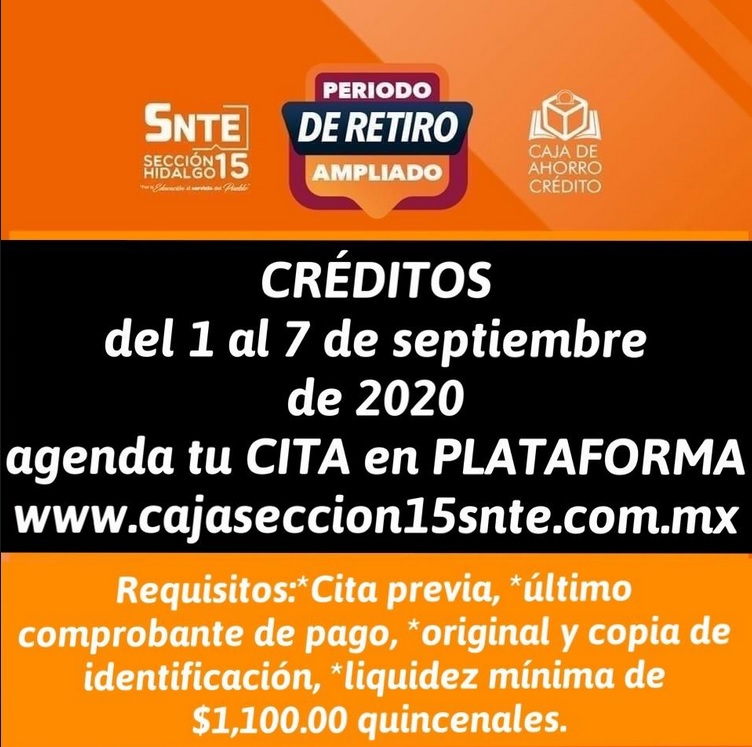 SNTE
SECCIÓN 15
HIDALGO
PERIODO
DE RETIRO
AMPLIADO
CAJA DE
AHORRO
CRÉDITO
CRÉDITOS
del 1 al 7 de septiembre
de 2020
agenda tu CITA en PLATAFORMA
www.cajaseccion15snte.com.mx
Requisitos:*Cita previa, *último
comprobante de pago, *original y copia de
identificación, *liquidez mínima de
$1,100.00 quincenales.